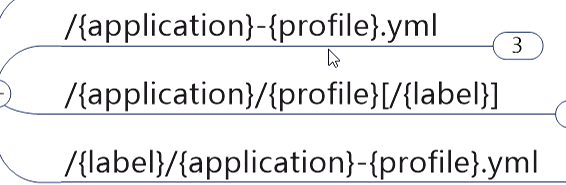 /{application}-{profile}.yml
3
/{application}/{profile}[/{label}]
/{label}/{application}-{profile}.yml